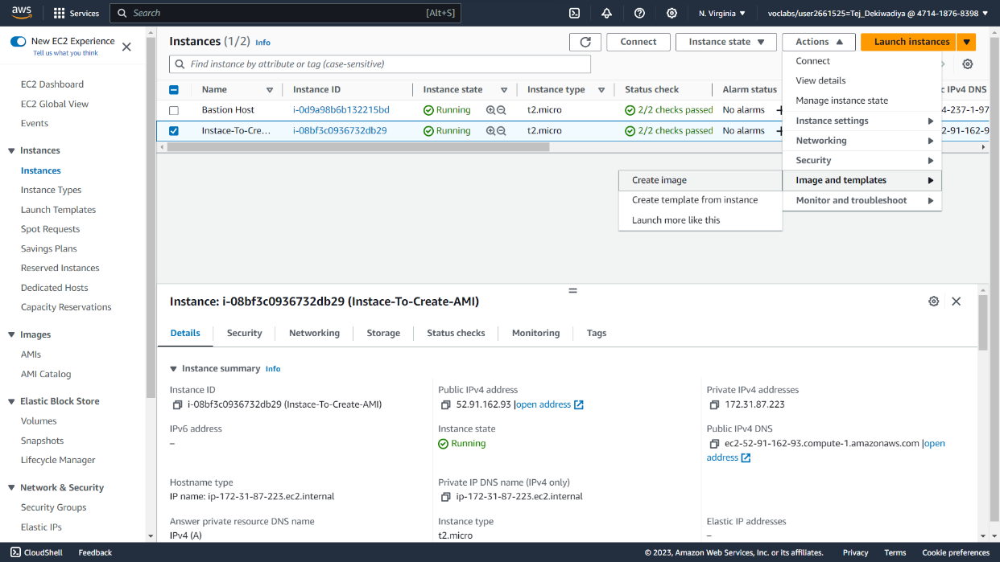 aws Services Search [Alt+S] N. Virginia voclabs/user2661525=Tej_Dekiwadiya @ 4714-1876-8398
New EC2 Experience
Tell us what you think
EC2 Dashboard
EC2 Global View
Events
Instances
Instances
Instance Types
Launch Templates
Spot Requests
Savings Plans
Reserved Instances
Dedicated Hosts
Capacity Reservations
Images
AMIs
AMI Catalog
Elastic Block Store
Volumes
Snapshots
Lifecycle Manager
Network & Security
Security Groups
Elastic IPs
Instances (1/2) Info
Connect Instance state Actions Launch instances
Find instance by attribute or tag (case-sensitive)
Name Instance ID Instance state Instance type Status check Alarm status IPv4 DNS
Bastion Host i-0d9a98b6b132215bd Running t2.micro 2/2 checks passed No alarms + 4-237-1-97
Instace-To-Cre... i-08bf3c0936732db29 Running t2.micro 2/2 checks passed No alarms + 2-91-162-9
Connect
View details
Manage instance state
Instance settings
Networking
Security
Image and templates
Monitor and troubleshoot
Create image
Create template from instance
Launch more like this
Instance: i-08bf3c0936732db29 (Instace-To-Create-AMI)
Details Security Networking Storage Status checks Monitoring Tags
Instance summary Info
Instance ID
i-08bf3c0936732db29 (Instace-To-Create-AMI)
Public IPv4 address
52.91.162.93 |open address
Private IPv4 addresses
172.31.87.223
IPv6 address
–
Instance state
Running
Public IPv4 DNS
ec2-52-91-162-93.compute-1.amazonaws.com |open
address
Hostname type
IP name: ip-172-31-87-223.ec2.internal
Private IP DNS name (IPv4 only)
ip-172-31-87-223.ec2.internal
Answer private resource DNS name
IPv4 (A)
Instance type
t2.micro
Elastic IP addresses
–
CloudShell Feedback © 2023, Amazon Web Services, Inc. or its affiliates. Privacy Terms Cookie preferences